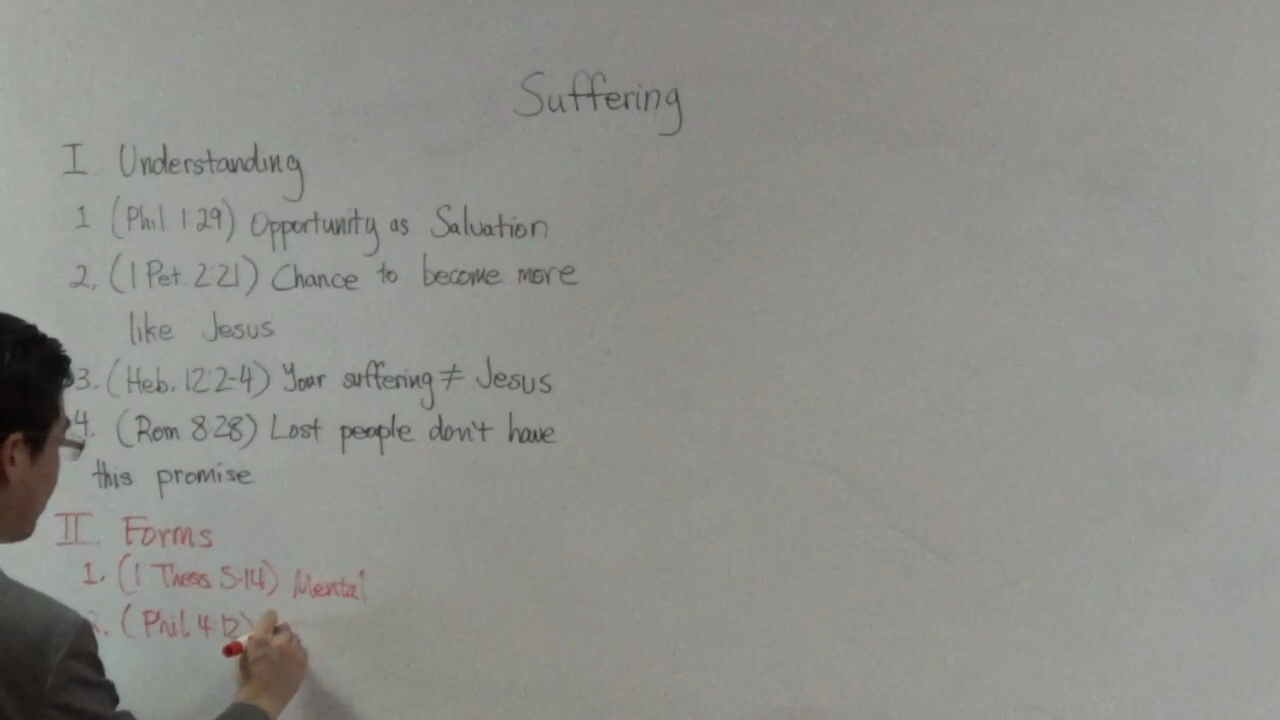 Suffering
I Understanding
1 (Phil 1:29) Opportunity as Salvation
2. (1 Pet 2:21) Chance to become more
like Jesus
3. (Heb. 12:2-4) Your suffering ≠ Jesus
4. (Rom 8:28) Lost people don't have
this promise
II. Forms
1. (1 Thess 5:14) Mental
2. (Phil. 4:12)